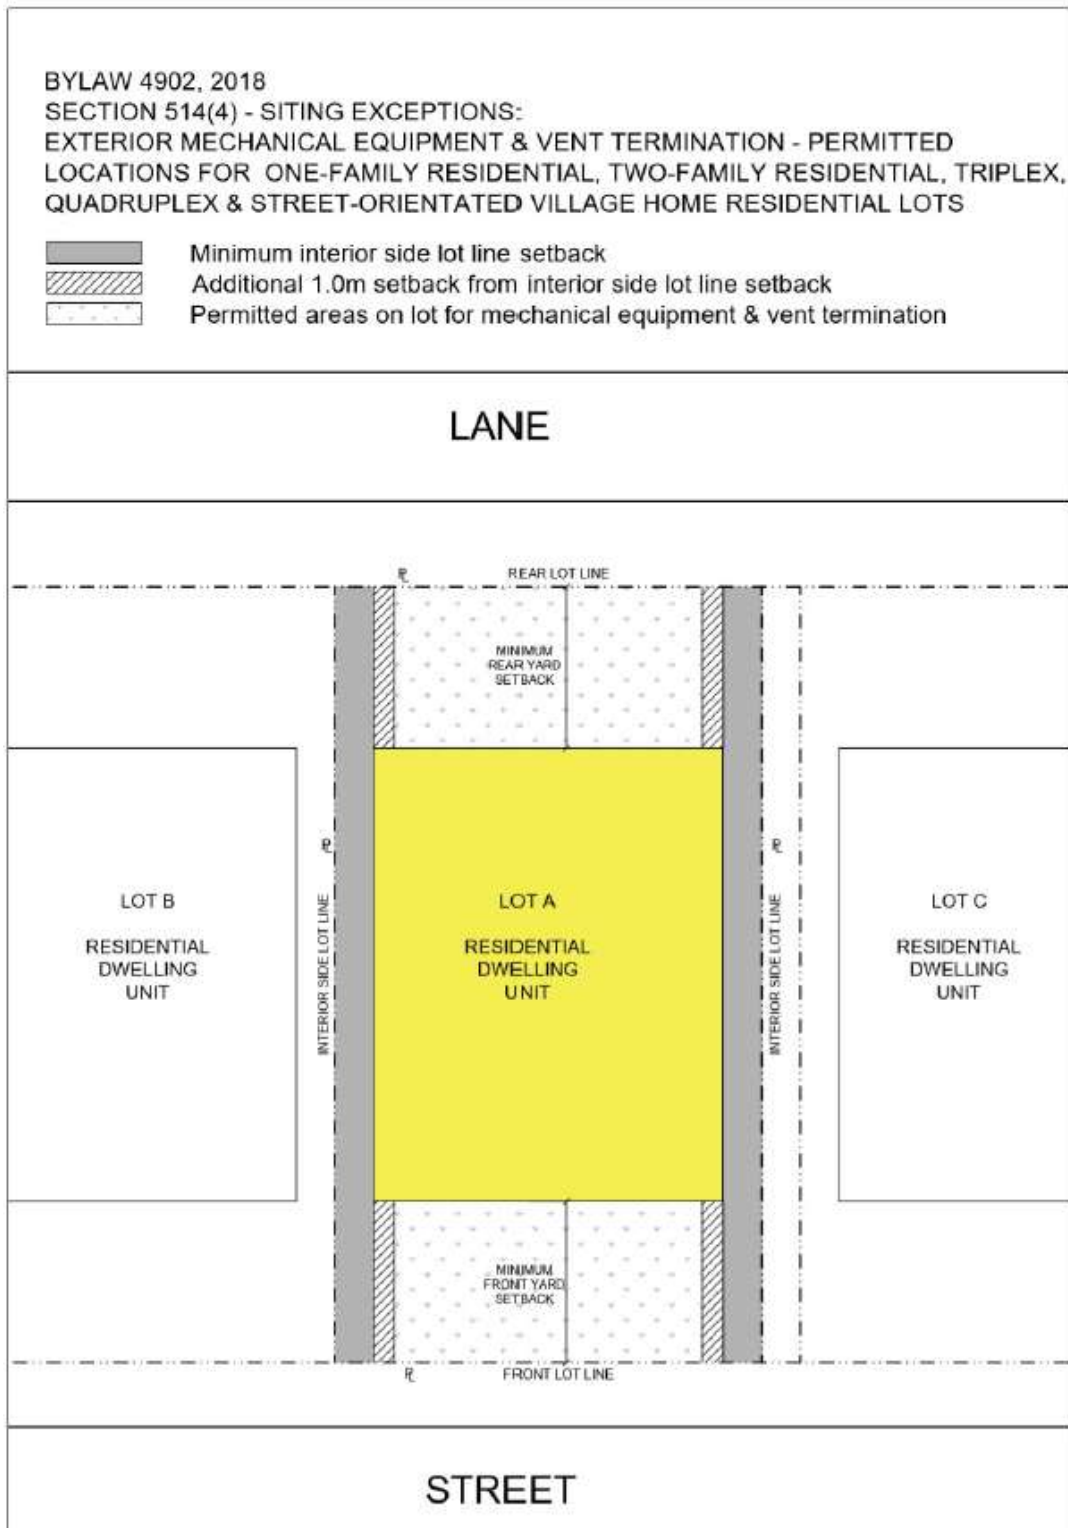 BYLAW 4902, 2018
SECTION 514(4) - SITING EXCEPTIONS:
EXTERIOR MECHANICAL EQUIPMENT & VENT TERMINATION - PERMITTED
LOCATIONS FOR ONE-FAMILY RESIDENTIAL, TWO-FAMILY RESIDENTIAL, TRIPLEX,
QUADRUPLEX & STREET-ORIENTATED VILLAGE HOME RESIDENTIAL LOTS
Minimum interior side lot line setback
Additional 1.0m setback from interior side lot line setback
Permitted areas on lot for mechanical equipment & vent termination
LANE
PL
REAR LOT LINE
MINIMUM
REAR YARD
SETBACK
PL
PL
LOT B
RESIDENTIAL
DWELLING
UNIT
INTERIOR SIDE LOT LINE
LOT A
RESIDENTIAL
DWELLING
UNIT
INTERIOR SIDE LOT LINE
LOT C
RESIDENTIAL
DWELLING
UNIT
MINIMUM
FRONT YARD
SETBACK
PL
FRONT LOT LINE
STREET